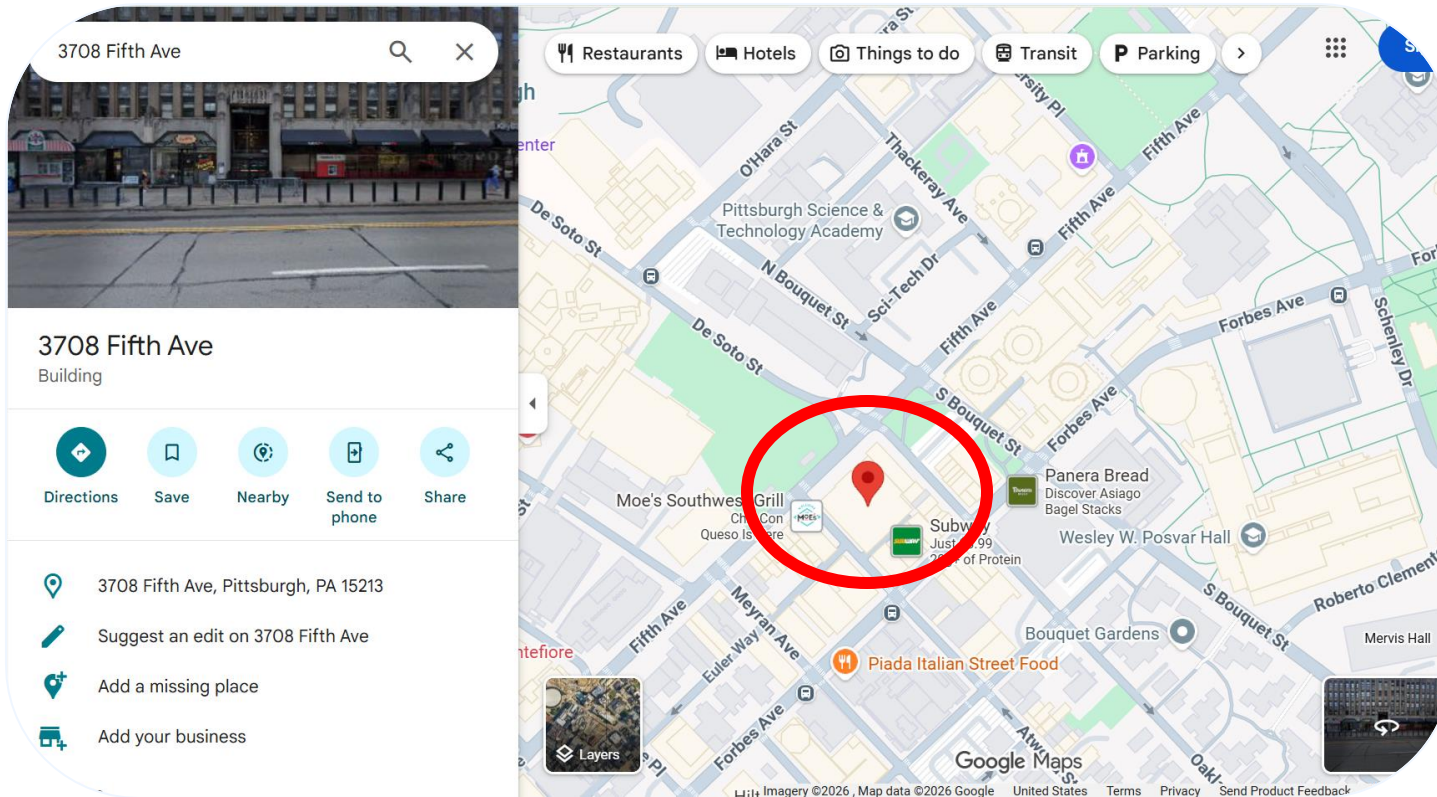 3708 Fifth Ave
Restaurants
Hotels
Things to do
Transit
P Parking
3708 Fifth Ave
Building
Directions
Save
Nearby
Send to
phone
Share
3708 Fifth Ave, Pittsburgh, PA 15213
Suggest an edit on 3708 Fifth Ave
Add a missing place
Add your business
O'Hara St
Thackeray Ave
Fifth Ave
Pittsburgh Science &
Technology Academy
De Soto St
Fifth Ave
N Bouquet St
Sci-Tech Dr
Forbes Ave
Schenley Dr
Fifth Ave
De Soto St
S Bouquet St
Forbes Ave
Panera Bread
Discover Asiago
Bagel Stacks
Moe's Southwest Grill
Queso Is Here
Subway
of Protein
Wesley W. Posvar Hall
Meyran Ave
Fifth Ave
Euler Way
S Bouquet St
Bouquet Gardens
Mervis Hall
Piada Italian Street Food
Forbes Ave
Layers
Google Maps
Imagery ©2026 , Map data ©2026 Google
United States
Terms
Privacy
Send Product Feedback